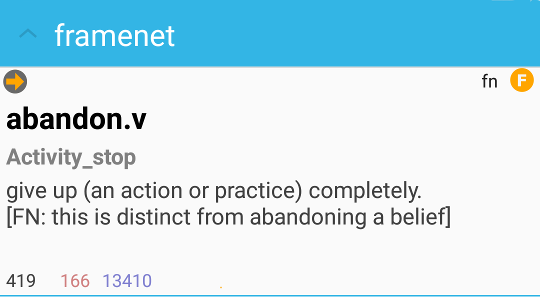 framenet
fn F
abandon.v
Activity_stop
give up (an action or practice) completely.
[FN: this is distinct from abandoning a belief]
419 166 13410